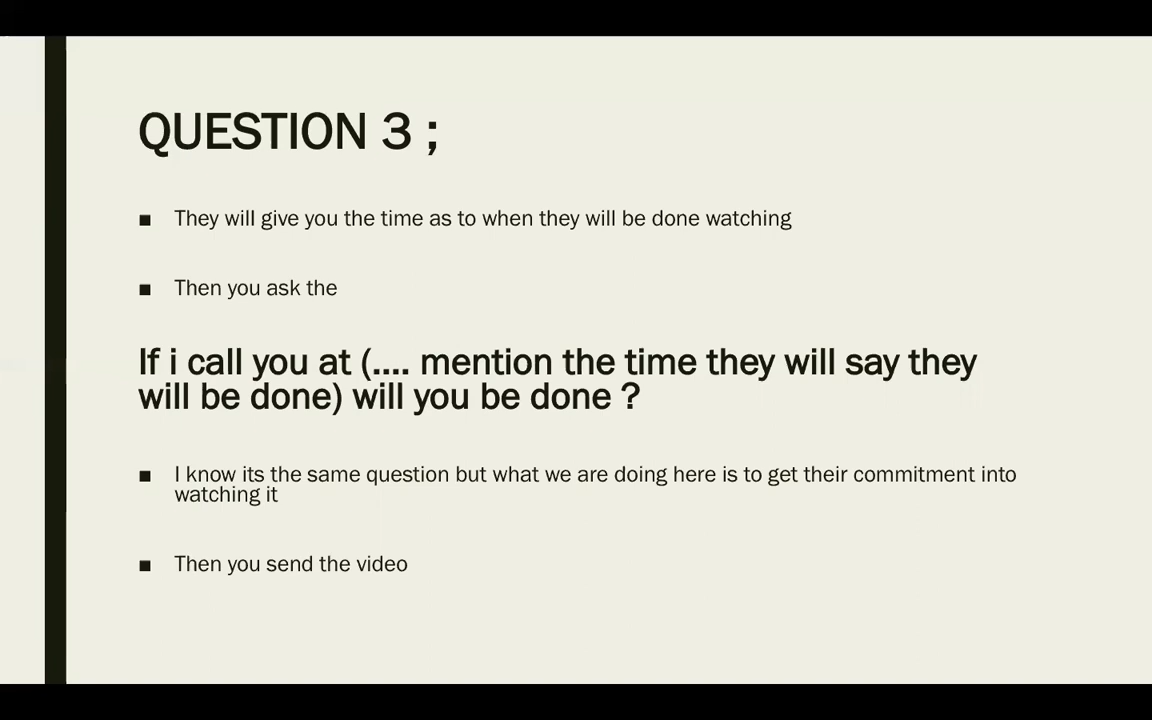 QUESTION 3 ;
▪ They will give you the time as to when they will be done watching
▪ Then you ask the
If i call you at (.... mention the time they will say they
will be done) will you be done ?
▪ I know its the same question but what we are doing here is to get their commitment into
watching it
▪ Then you send the video